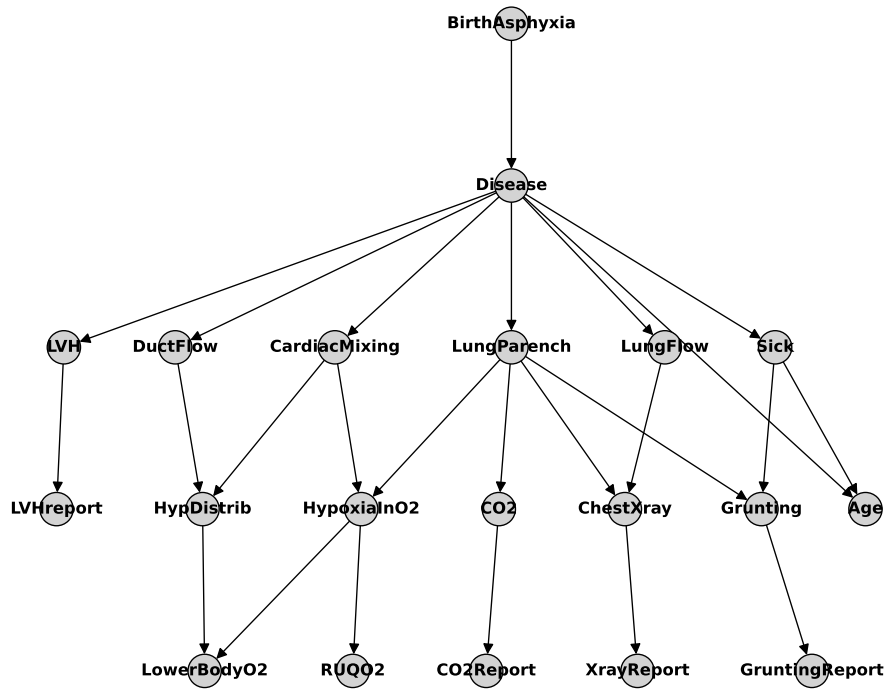 BirthAsphyxia
Disease
LVH
DuctFlow
CardiacMixing
LungParench
LungFlow
Sick
LVHreport
HypDistrib
HypoxiaInO2
CO2
ChestXray
Grunting
Age
LowerBodyO2
RUQO2
CO2Report
XrayReport
GruntingReport